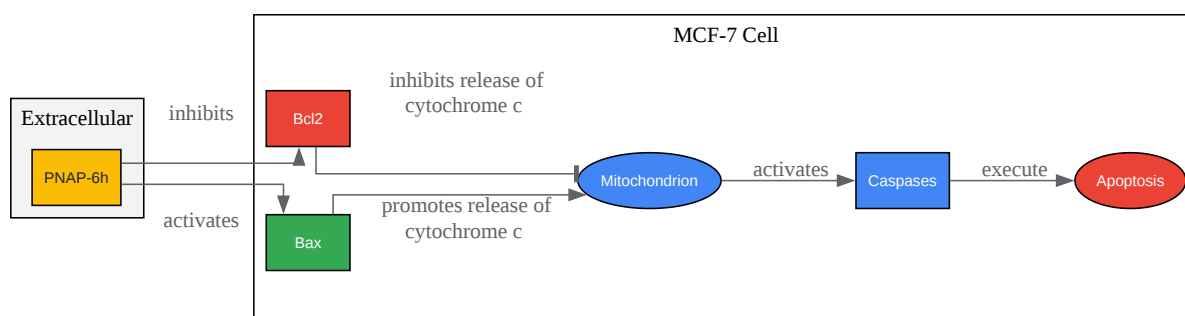 MCF-7 Cell
Extracellular
PNAP-6h
inhibits
activates
Bcl2
Bax
inhibits release of
cytochrome c
promotes release of
cytochrome c
Mitochondrion
activates
Caspases
execute
Apoptosis